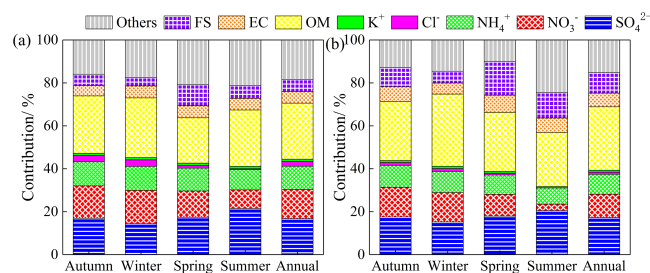 Others FS EC OM K⁺ Cl⁻ NH₄⁺ NO₃⁻ SO₄²⁻
(a)
Contribution/ %
100
80
60
40
20
0
Autumn Winter Spring Summer Annual
(b)
Contribution/ %
100
80
60
40
20
0
Autumn Winter Spring Summer Annual